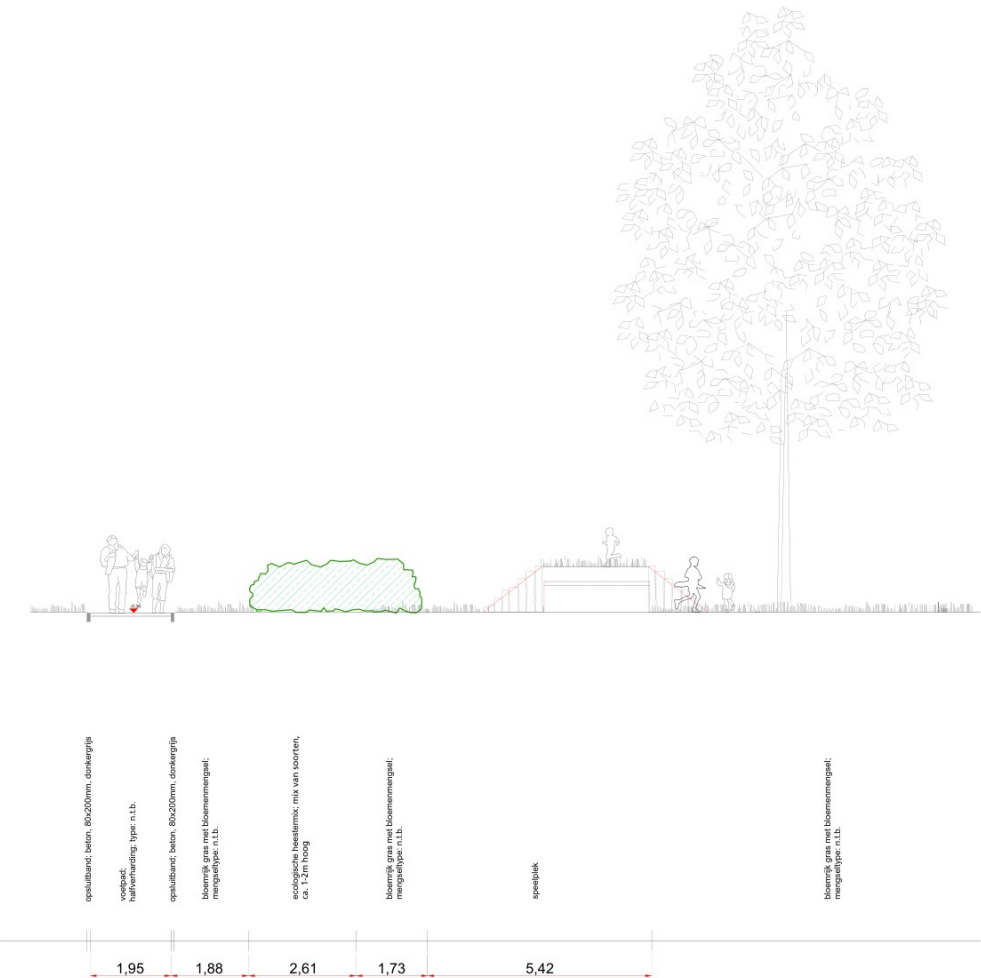 opsluitband; beton, 80x200mm, donkergrijs
voetpad;
halfverharding; type: n.t.b.
opsluitband; beton, 80x200mm, donkergrijs
bloemrijk gras met bloemenmengsel;
mengseltype: n.t.b.
ecologische heestermix; mix van soorten,
ca. 1-2m hoog
bloemrijk gras met bloemenmengsel;
mengseltype: n.t.b.
speelplek
bloemrijk gras met bloemenmengsel;
mengseltype: n.t.b.
1,95
1,88
2,61
1,73
5,42